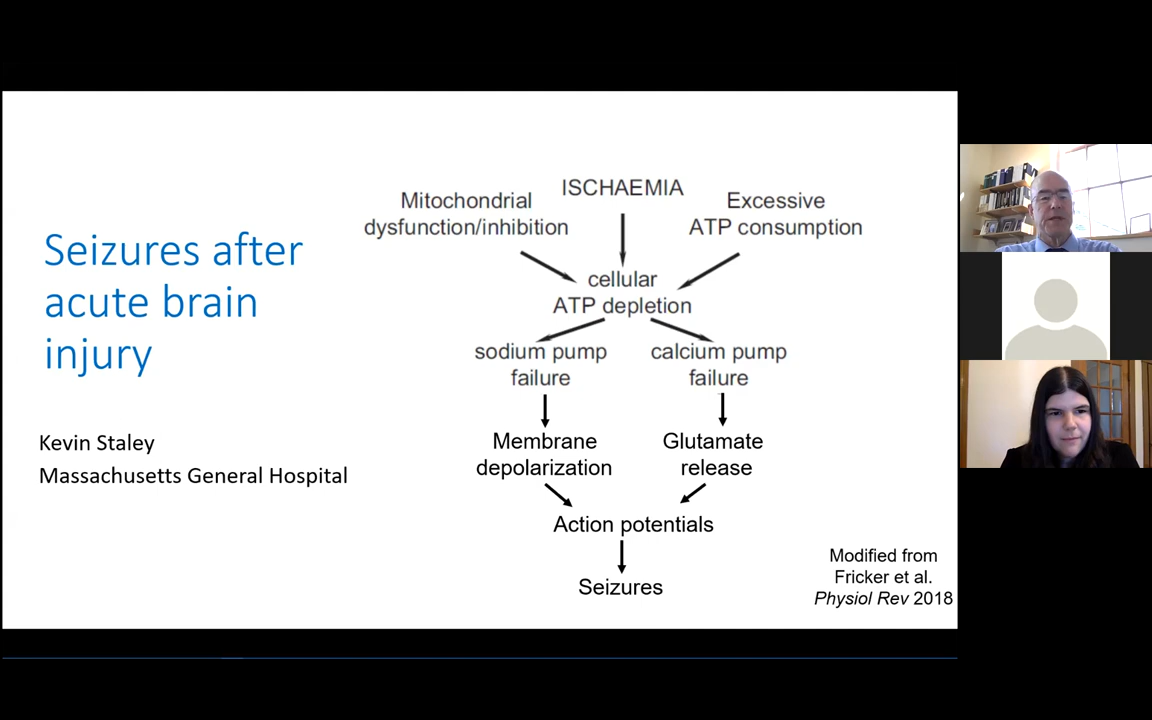 Seizures after
acute brain
injury
Kevin Staley
Massachusetts General Hospital
Mitochondrial
dysfunction/inhibition
ISCHAEMIA
Excessive
ATP consumption
cellular
ATP depletion
sodium pump
failure
calcium pump
failure
Membrane
depolarization
Glutamate
release
Action potentials
Seizures
Modified from
Fricker et al.
Physiol Rev 2018